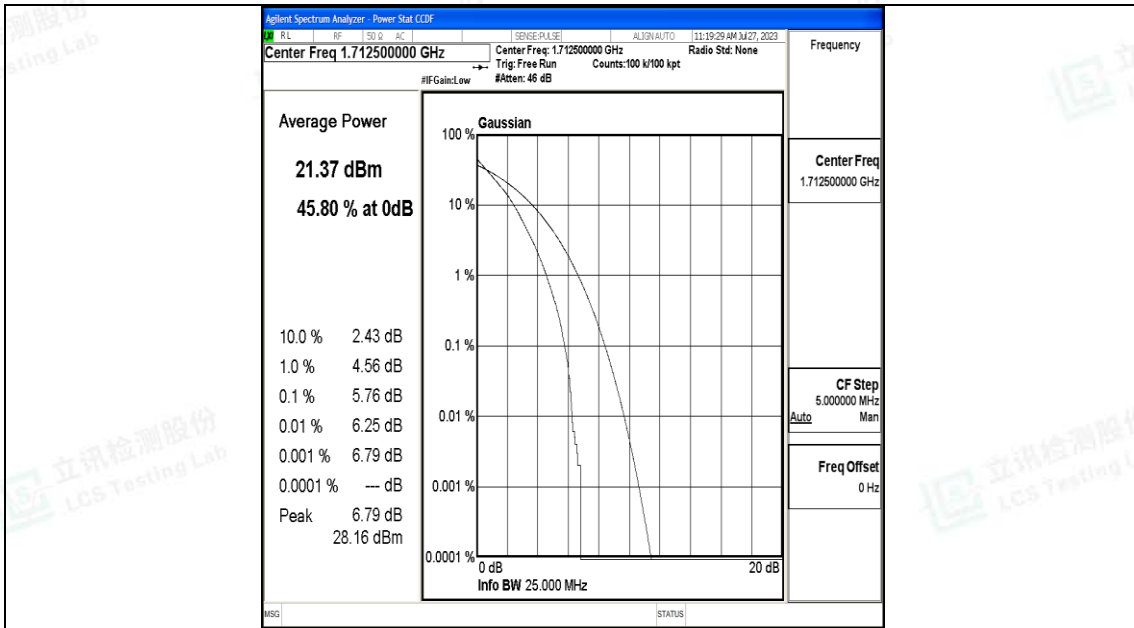 Agilent Spectrum Analyzer - Power Stat CCDF
RL RF 50 Ω AC SENSE:PULSE ALIGN AUTO 11:19:29 AM Jul 27, 2023
Center Freq 1.712500000 GHz
Center Freq: 1.712500000 GHz Radio Std: None
Trig: Free Run Counts:100 k/100 kpt
#IFGain:Low #Atten: 46 dB
Frequency
Average Power
21.37 dBm
45.80 % at 0dB
10.0 % 2.43 dB
1.0 % 4.56 dB
0.1 % 5.76 dB
0.01 % 6.25 dB
0.001 % 6.79 dB
0.0001 % --- dB
Peak 6.79 dB
28.16 dBm
Gaussian
100 %
10 %
1 %
0.1 %
0.01 %
0.001 %
0.0001 %
0 dB 20 dB
Info BW 25.000 MHz
Center Freq
1.712500000 GHz
CF Step
5.000000 MHz
Auto Man
Freq Offset
0 Hz
MSG STATUS
立讯检测股份
LCS Testing Lab